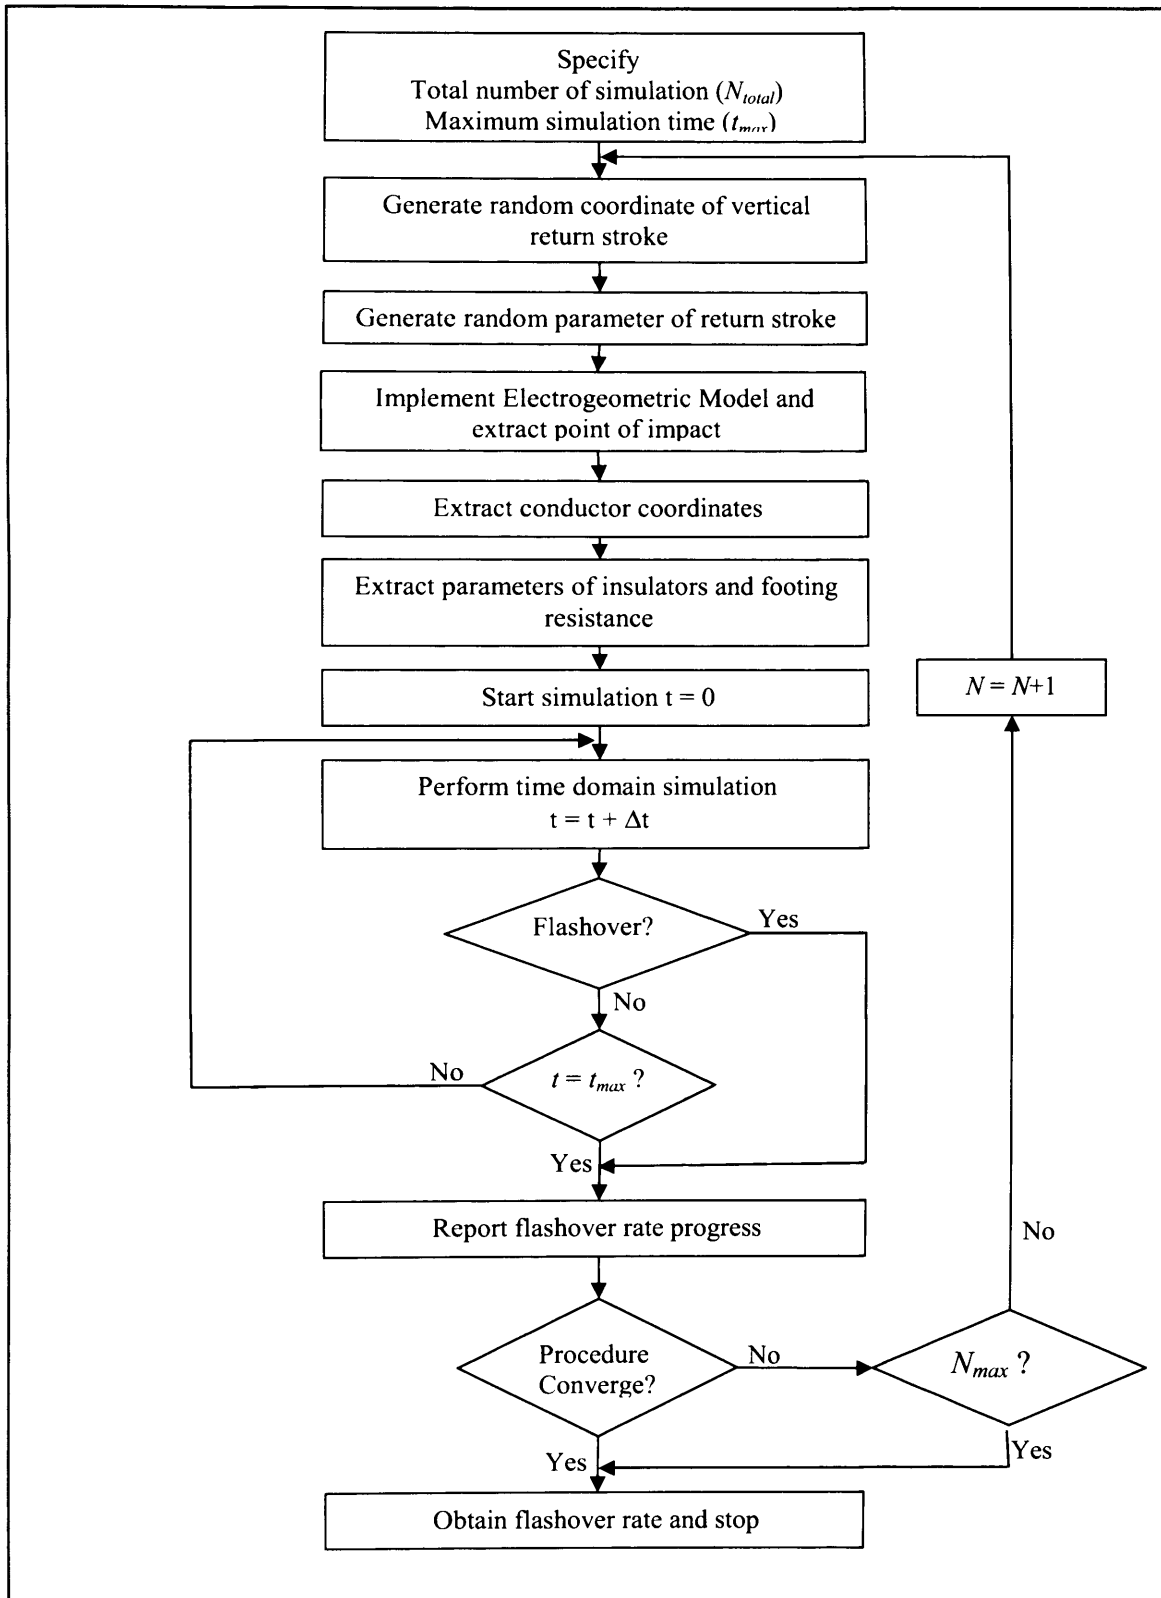 Specify
Total number of simulation (N_total)
Maximum simulation time (t_max)
Generate random coordinate of vertical
return stroke
Generate random parameter of return stroke
Implement Electrogeometric Model and
extract point of impact
Extract conductor coordinates
Extract parameters of insulators and footing
resistance
Start simulation t = 0
N = N+1
Perform time domain simulation
t = t + Δt
Flashover?
Yes
No
t = t_max ?
No
Yes
Report flashover rate progress
Procedure
Converge?
No
N_max ?
No
Yes
Yes
Obtain flashover rate and stop